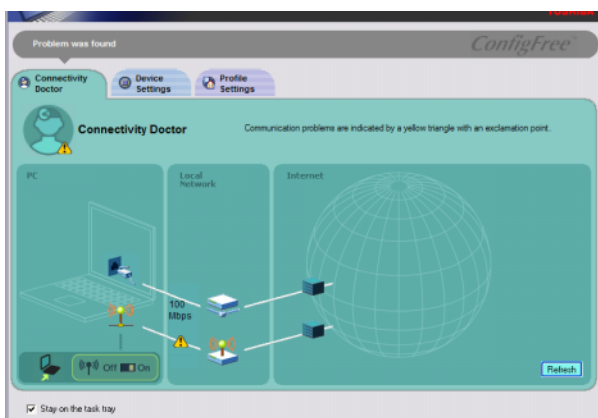 Problem was found
ConfigFree
Connectivity
Doctor
Device
Settings
Profile
Settings
Connectivity Doctor
Communication problems are indicated by a yellow triangle with an exclamation point.
PC
Local
Network
Internet
100
Mbps
Off On
Refresh
Stay on the task tray